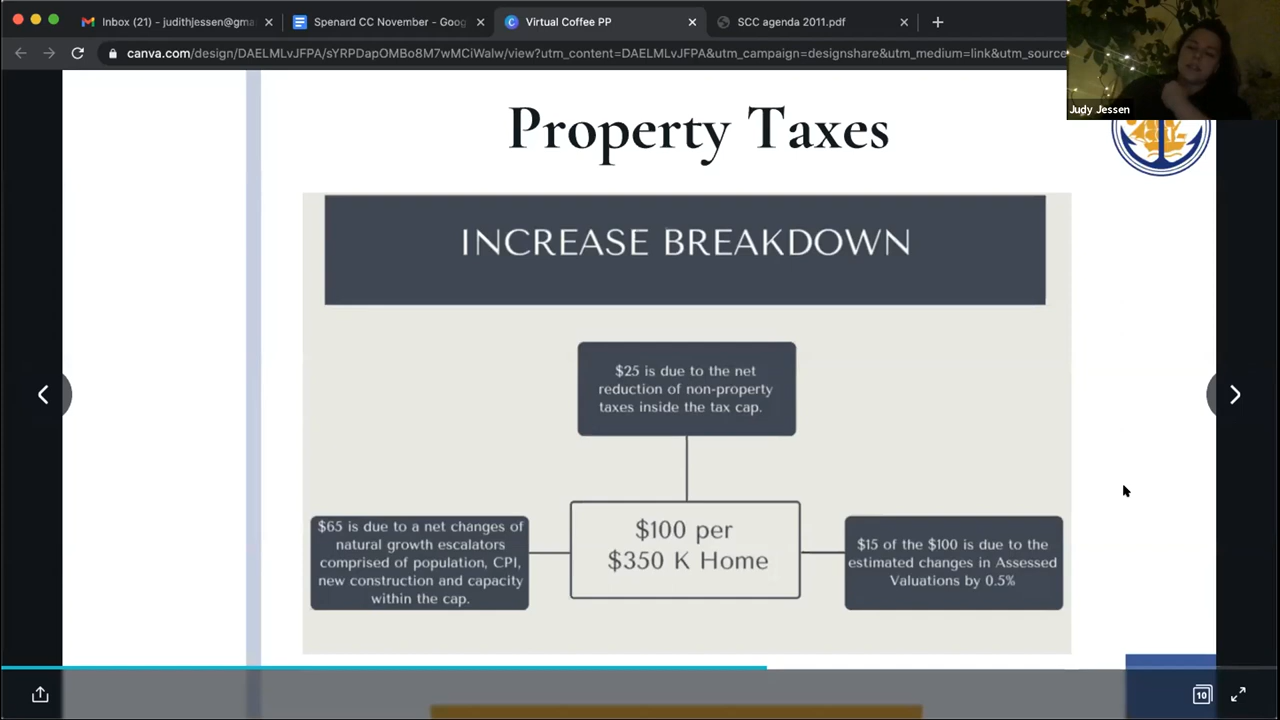 Inbox (21) - judithjessen@gma
Spenard CC November - Goog
Virtual Coffee PP
SCC agenda 2011.pdf
canva.com/design/DAELMLvJFPA/sYRPDapOMBo8M7wMCiWalw/view?utm_content=DAELMLvJFPA&utm_campaign=designshare&utm_medium=link&utm_source
Judy Jessen
Property Taxes
INCREASE BREAKDOWN
$25 is due to the net
reduction of non-property
taxes inside the tax cap.
$65 is due to a net changes of
natural growth escalators
comprised of population, CPI,
new construction and capacity
within the cap.
$100 per
$350 K Home
$15 of the $100 is due to the
estimated changes in Assessed
Valuations by 0.5%
10